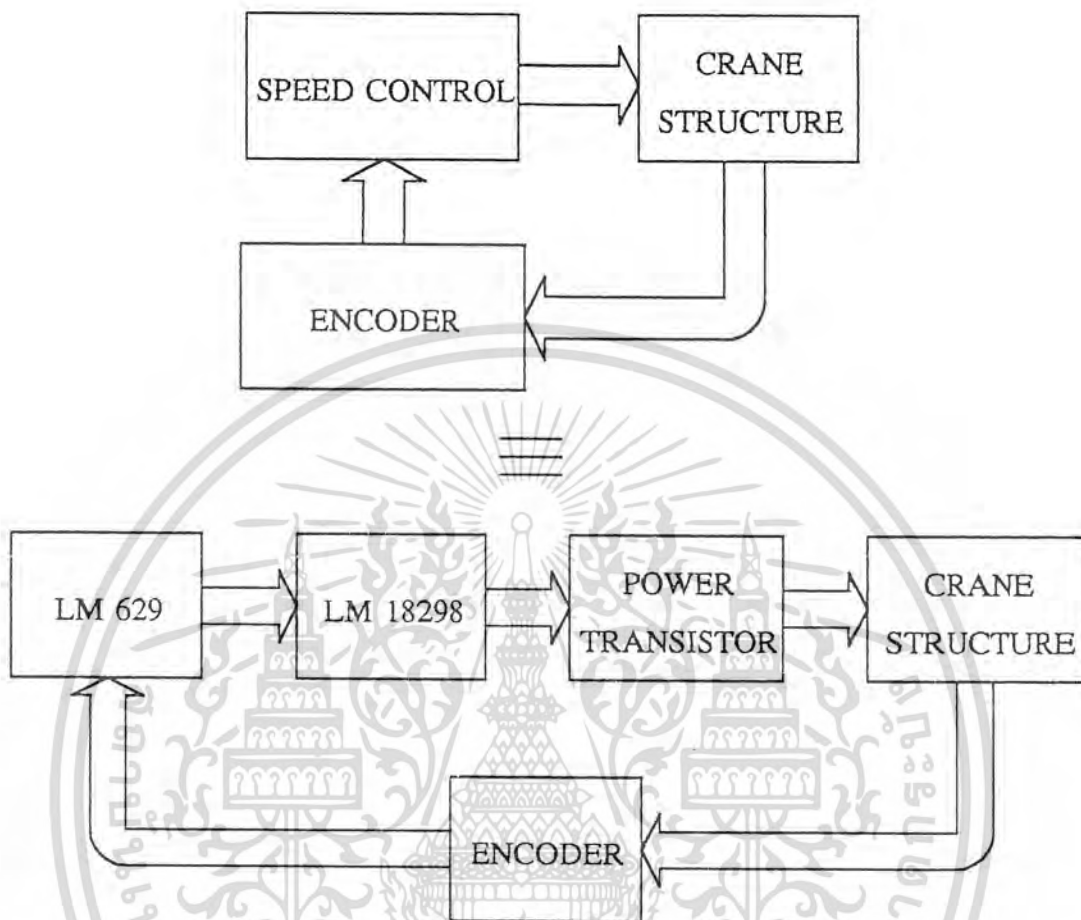 SPEED CONTROL
CRANE
STRUCTURE
ENCODER
LM 629
LM 18298
POWER
TRANSISTOR
CRANE
STRUCTURE
ENCODER